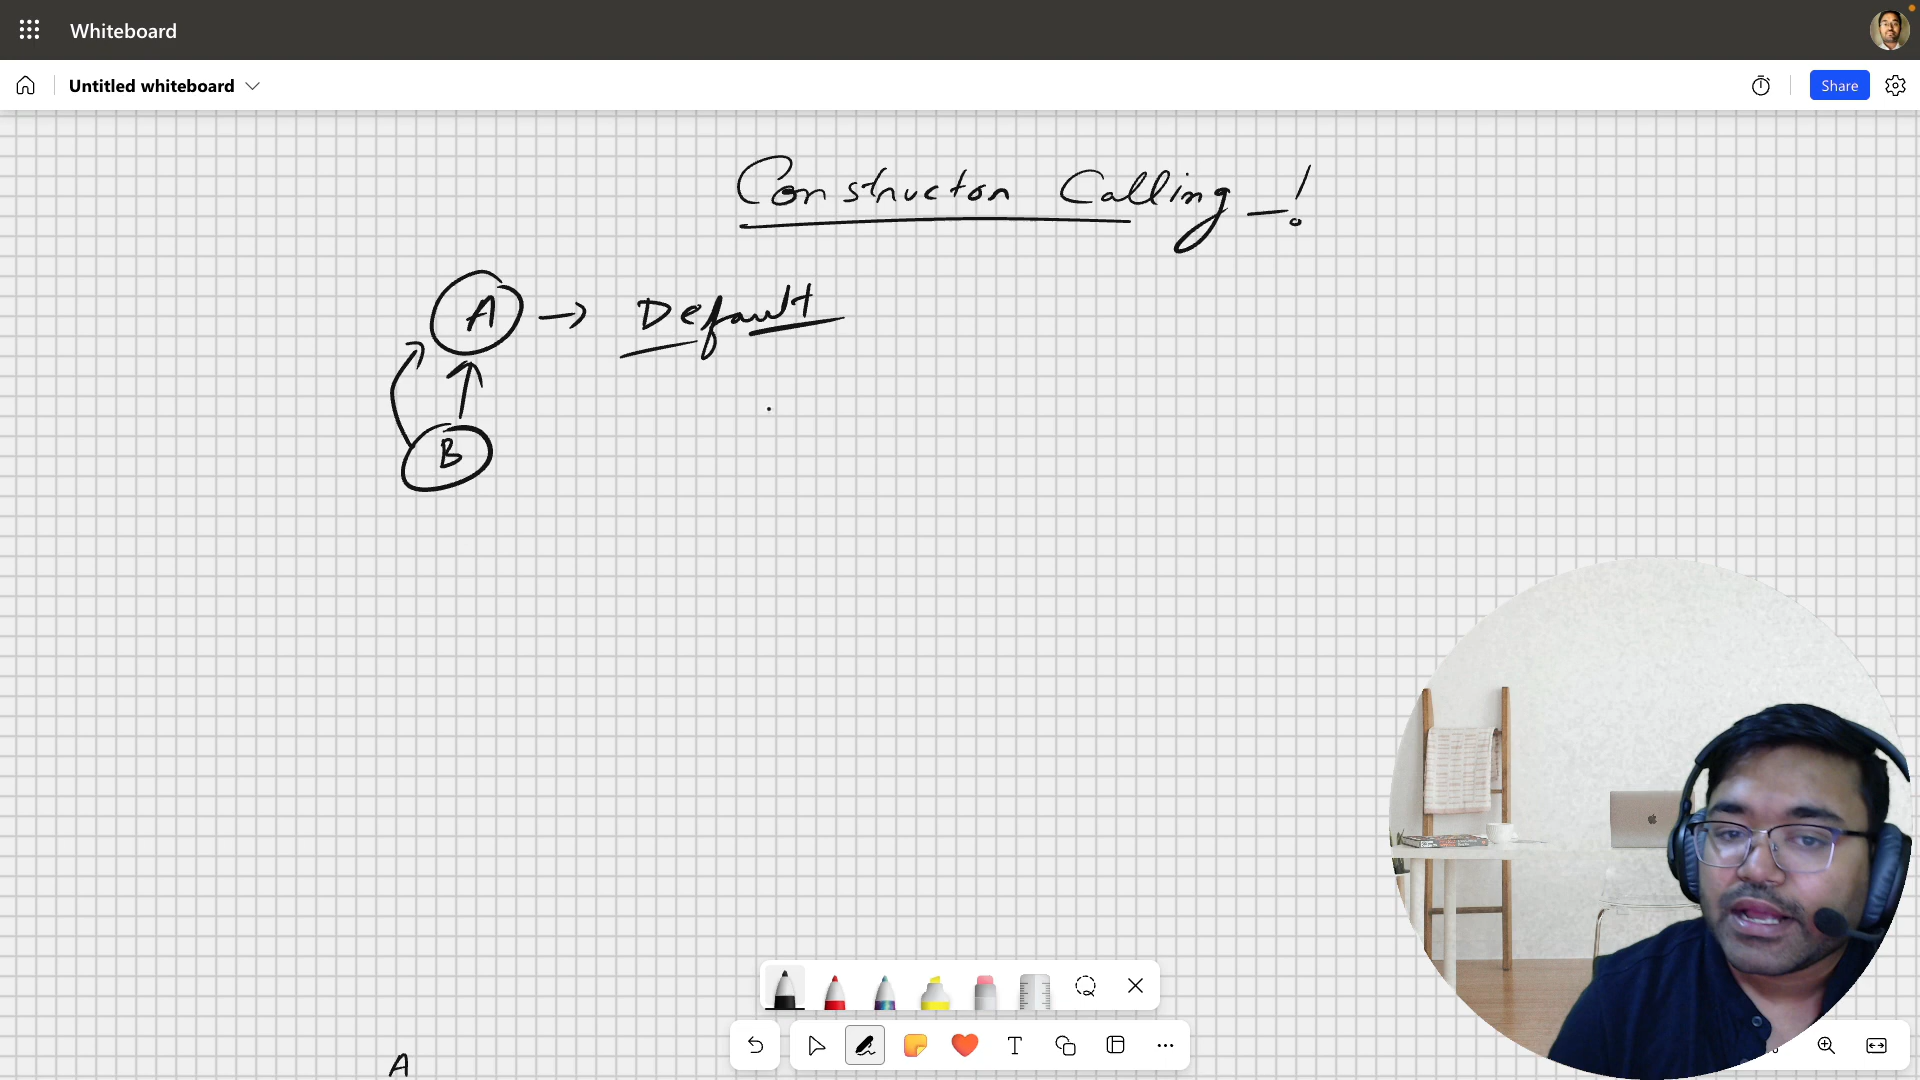 Whiteboard
Untitled whiteboard
Share
Constructor Calling -!
A → Default
B
A